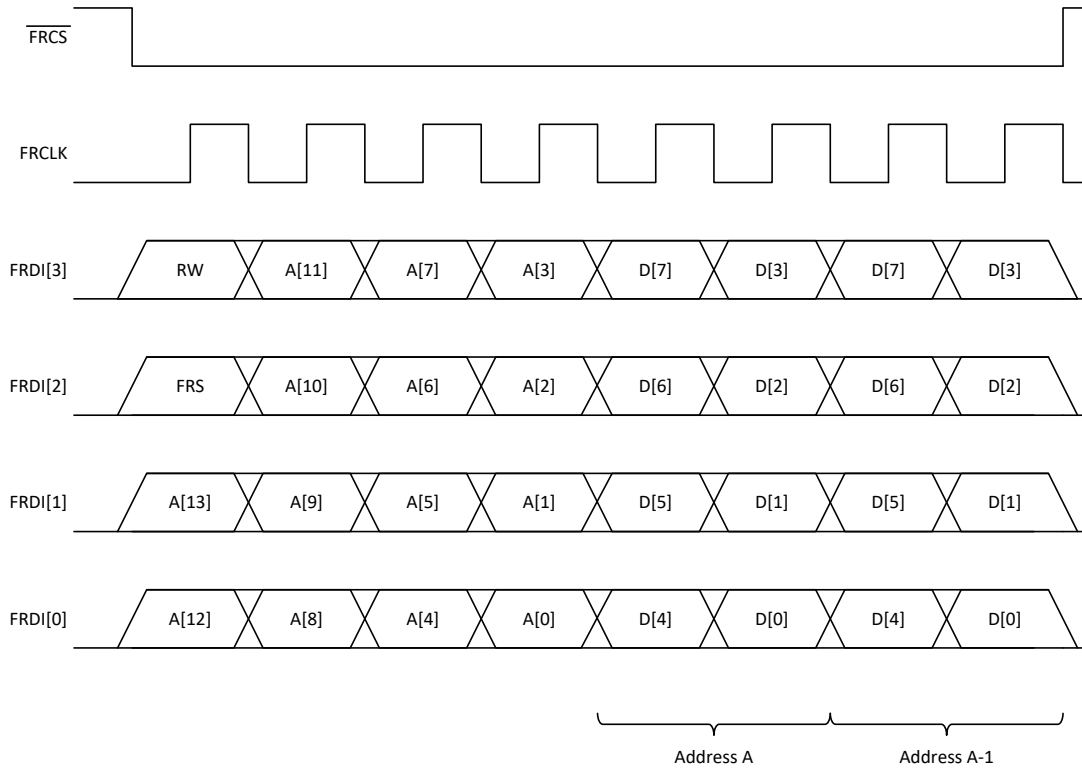 FRCS
FRCLK
FRDI[3] RW A[11] A[7] A[3] D[7] D[3] D[7] D[3]
FRDI[2] FRS A[10] A[6] A[2] D[6] D[2] D[6] D[2]
FRDI[1] A[13] A[9] A[5] A[1] D[5] D[1] D[5] D[1]
FRDI[0] A[12] A[8] A[4] A[0] D[4] D[0] D[4] D[0]
Address A Address A-1